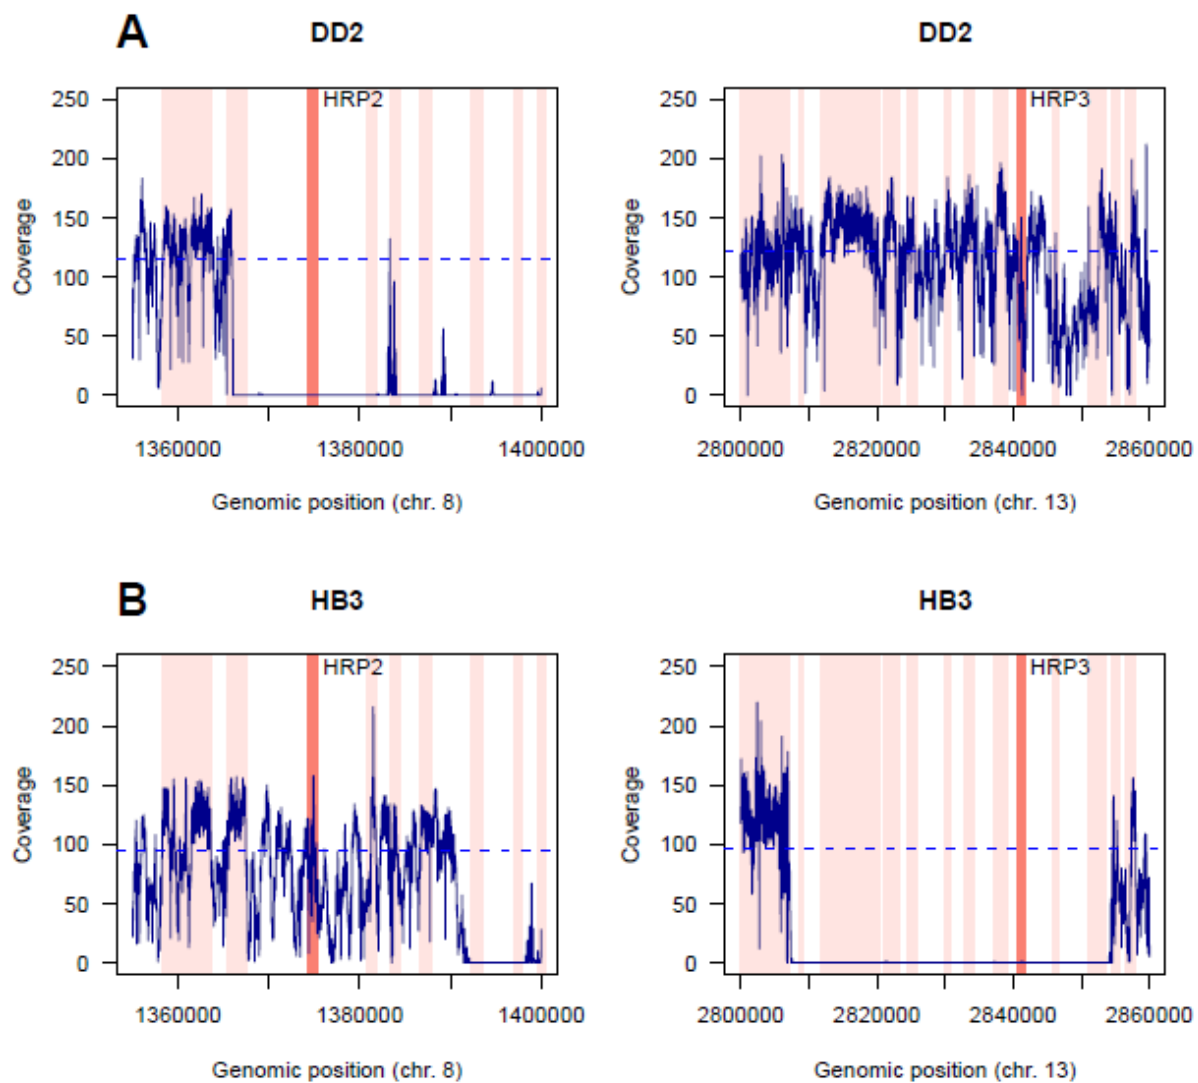 A
DD2
DD2
HRP2
HRP3
250
200
150
100
50
0
Coverage
1360000
1380000
1400000
Genomic position (chr. 8)
250
200
150
100
50
0
Coverage
2800000
2820000
2840000
2860000
Genomic position (chr. 13)
B
HB3
HB3
HRP2
HRP3
250
200
150
100
50
0
Coverage
1360000
1380000
1400000
Genomic position (chr. 8)
250
200
150
100
50
0
Coverage
2800000
2820000
2840000
2860000
Genomic position (chr. 13)